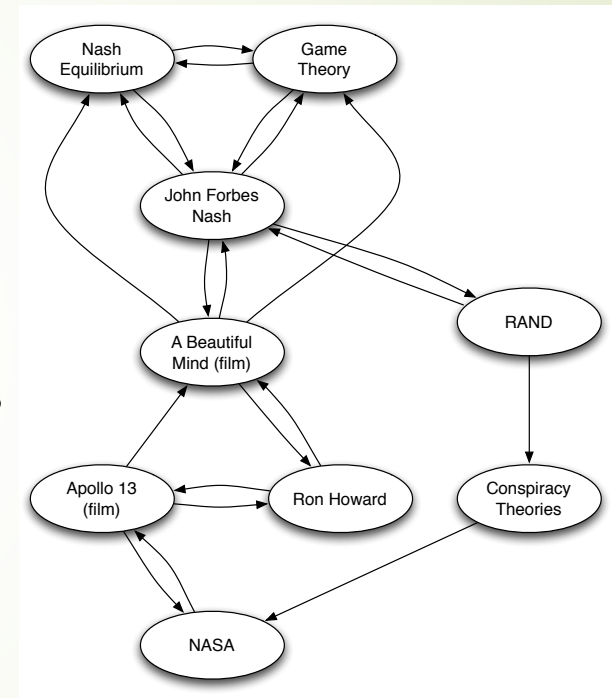 Nash
Equilibrium
Game
Theory
John Forbes
Nash
RAND
A Beautiful
Mind (film)
Apollo 13
(film)
Ron Howard
Conspiracy
Theories
NASA